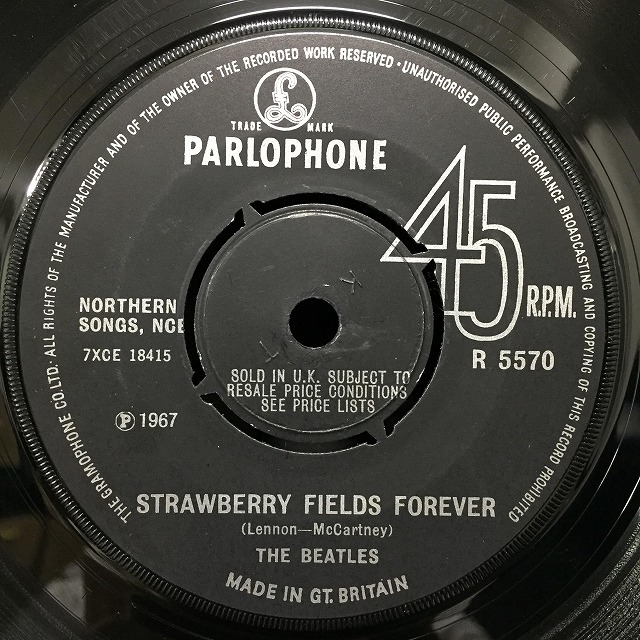 THE GRAMOPHONE CO. LTD. ALL RIGHTS OF THE MANUFACTURER AND OF THE OWNER OF THE RECORDED WORK RESERVED · UNAUTHORISED PUBLIC PERFORMANCE BROADCASTING AND COPYING OF THIS RECORD PROHIBITED
£
TRADE MARK
PARLOPHONE
45 R.P.M.
NORTHERN
SONGS, NCB
7XCE 18415
R 5570
SOLD IN U.K. SUBJECT TO
RESALE PRICE CONDITIONS
SEE PRICE LISTS
℗ 1967
STRAWBERRY FIELDS FOREVER
(Lennon—McCartney)
THE BEATLES
MADE IN GT. BRITAIN